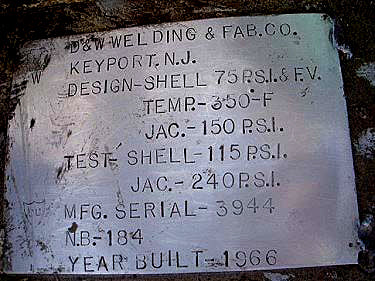 D&W WELDING & FAB. CO.
W KEYPORT, N.J.
DESIGN-SHELL 75 P.S.I. & F.V.
TEMP.-350-F
JAC.-150 P.S.I.
TEST- SHELL-115 P.S.I.
JAC.-240 P.S.I.
MFG. SERIAL-3944
N.B.-184
YEAR BUILT-1966